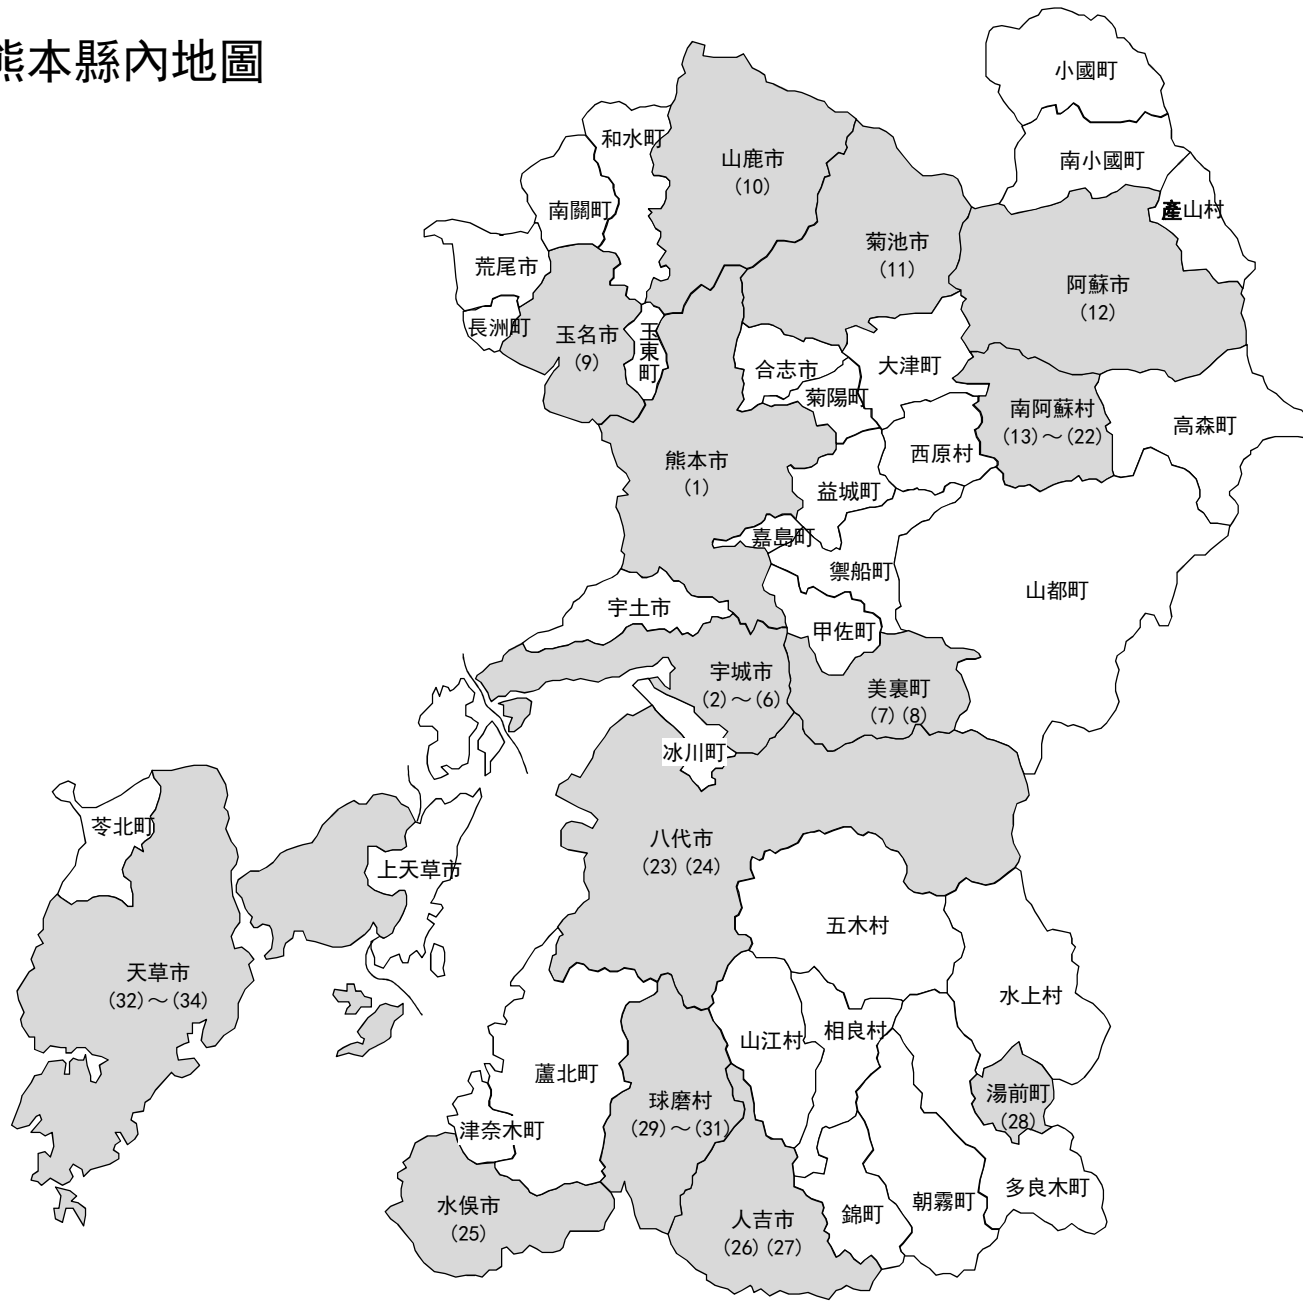 熊本縣內地圖
小國町
和水町
山鹿市
(10)
南小國町
南關町
產山村
菊池市
(11)
荒尾市
阿蘇市
(12)
長洲町
玉名市
(9)
玉東町
合志市
大津町
菊陽町
南阿蘇村
(13)～(22)
高森町
熊本市
(1)
西原村
益城町
嘉島町
禦船町
山都町
宇土市
甲佐町
宇城市
(2)～(6)
美裏町
(7)(8)
冰川町
苓北町
八代市
(23)(24)
上天草市
五木村
天草市
(32)～(34)
水上村
山江村
相良村
蘆北町
球磨村
(29)～(31)
湯前町
(28)
津奈木町
多良木町
水俁市
(25)
朝霧町
錦町
人吉市
(26)(27)